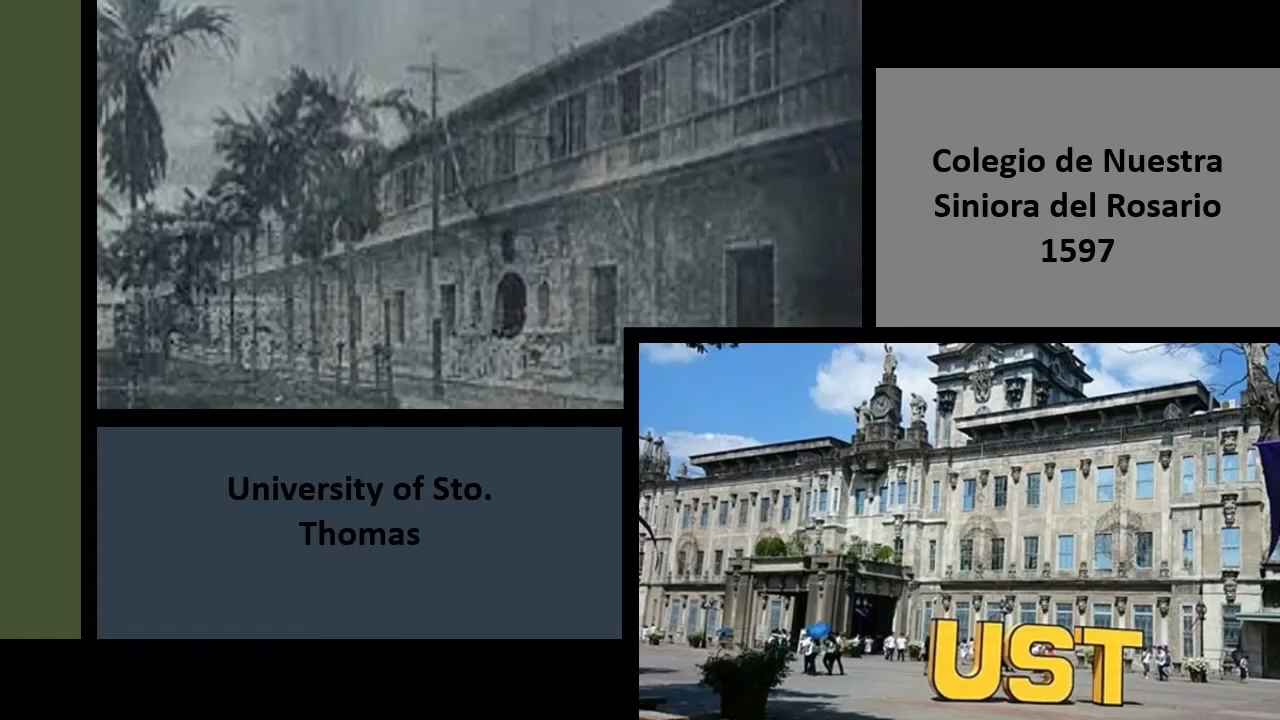 Colegio de Nuestra
Siniora del Rosario
1597
University of Sto.
Thomas
UST